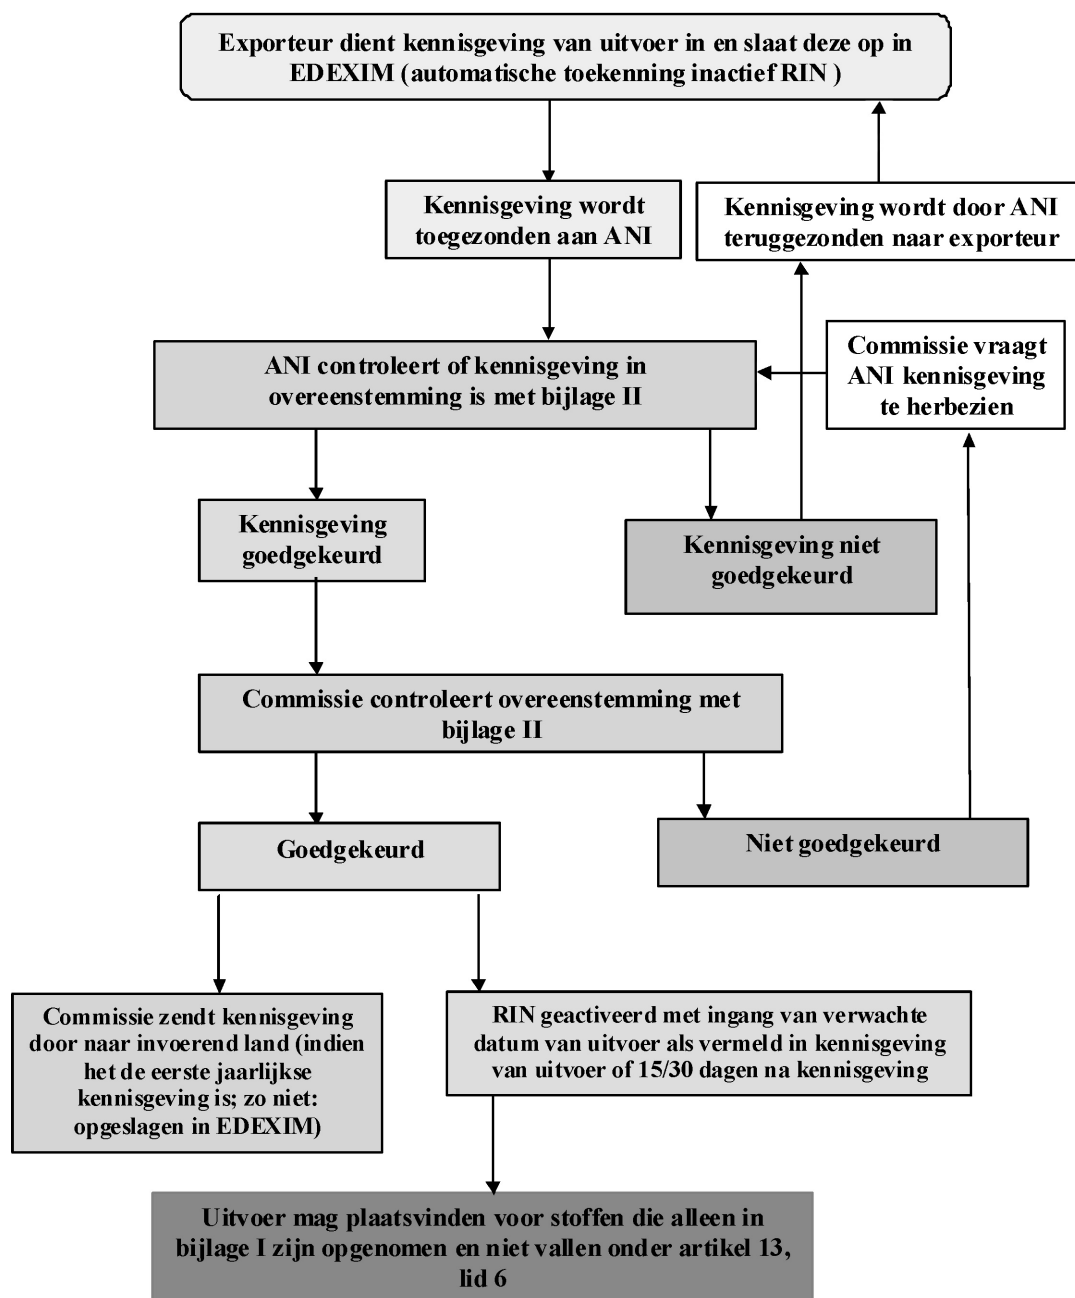 Exporteur dient kennisgeving van uitvoer in en slaat deze op in
EDEXIM (automatische toekenning inactief RIN )
Kennisgeving wordt
toegezonden aan ANI
Kennisgeving wordt door ANI
teruggezonden naar exporteur
ANI controleert of kennisgeving in
overeenstemming is met bijlage II
Commissie vraagt
ANI kennisgeving
te herbezien
Kennisgeving
goedgekeurd
Kennisgeving niet
goedgekeurd
Commissie controleert overeenstemming met
bijlage II
Goedgekeurd
Niet goedgekeurd
Commissie zendt kennisgeving
door naar invoerend land (indien
het de eerste jaarlijkse
kennisgeving is; zo niet:
opgeslagen in EDEXIM)
RIN geactiveerd met ingang van verwachte
datum van uitvoer als vermeld in kennisgeving
van uitvoer of 15/30 dagen na kennisgeving
Uitvoer mag plaatsvinden voor stoffen die alleen in
bijlage I zijn opgenomen en niet vallen onder artikel 13,
lid 6